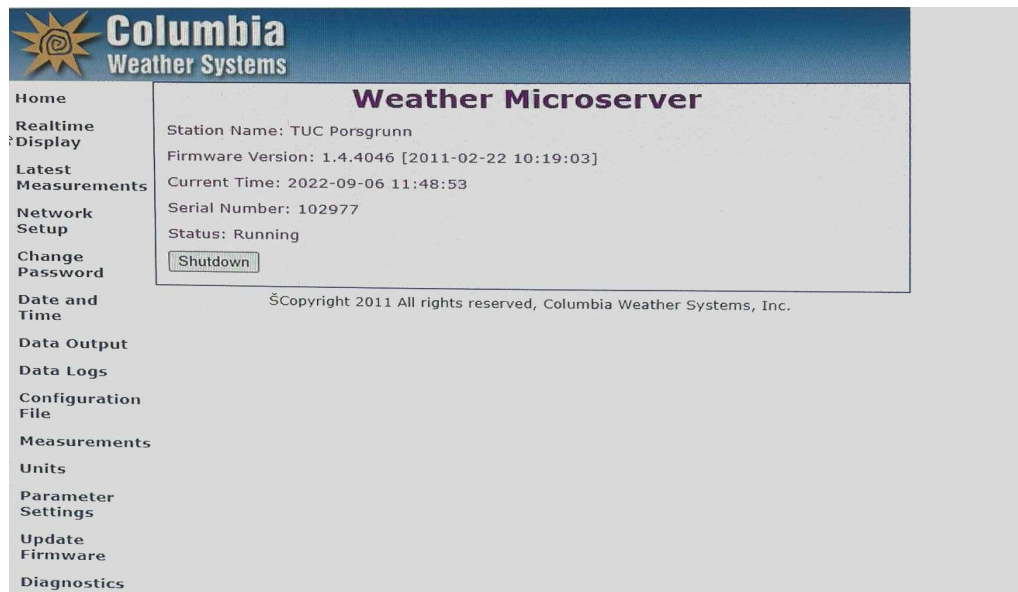 Columbia
Weather Systems
Home
Realtime
Display
Latest
Measurements
Network
Setup
Change
Password
Date and
Time
Data Output
Data Logs
Configuration
File
Measurements
Units
Parameter
Settings
Update
Firmware
Diagnostics
Weather Microserver
Station Name: TUC Porsgrunn
Firmware Version: 1.4.4046 [2011-02-22 10:19:03]
Current Time: 2022-09-06 11:48:53
Serial Number: 102977
Status: Running
Shutdown
ŠCopyright 2011 All rights reserved, Columbia Weather Systems, Inc.